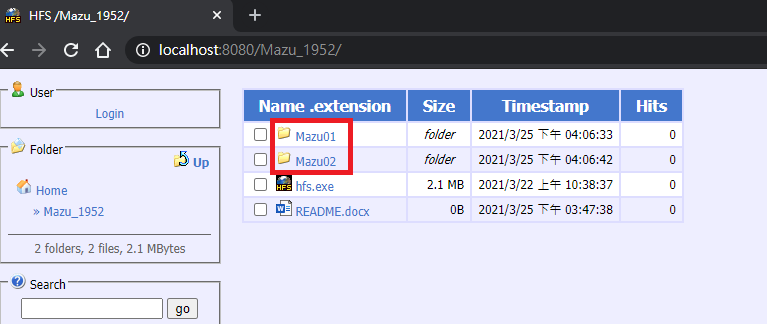 HFS /Mazu_1952/
localhost:8080/Mazu_1952/
User
Login
Folder
Up
Home
» Mazu_1952
2 folders, 2 files, 2.1 MBytes
Search
go
Name .extension Size Timestamp Hits
Mazu01 folder 2021/3/25 下午 04:06:33 0
Mazu02 folder 2021/3/25 下午 04:06:42 0
HFS hfs.exe 2.1 MB 2021/3/22 上午 10:38:37 0
README.docx 0B 2021/3/25 下午 03:47:38 0